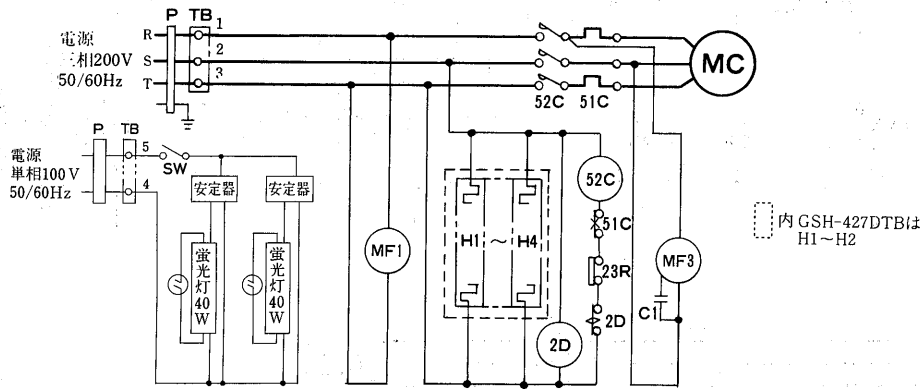 電源
三相200V
50/60Hz
P
TB
R
S
T
1
2
3
52C
51C
MC
電源
単相100V
50/60Hz
P
TB
5
4
SW
安定器
安定器
蛍光灯40W
蛍光灯40W
MF1
H1
~
H4
2D
52C
51C
23R
2D
MF3
C1
内 GSH-427DTBは
H1~H2